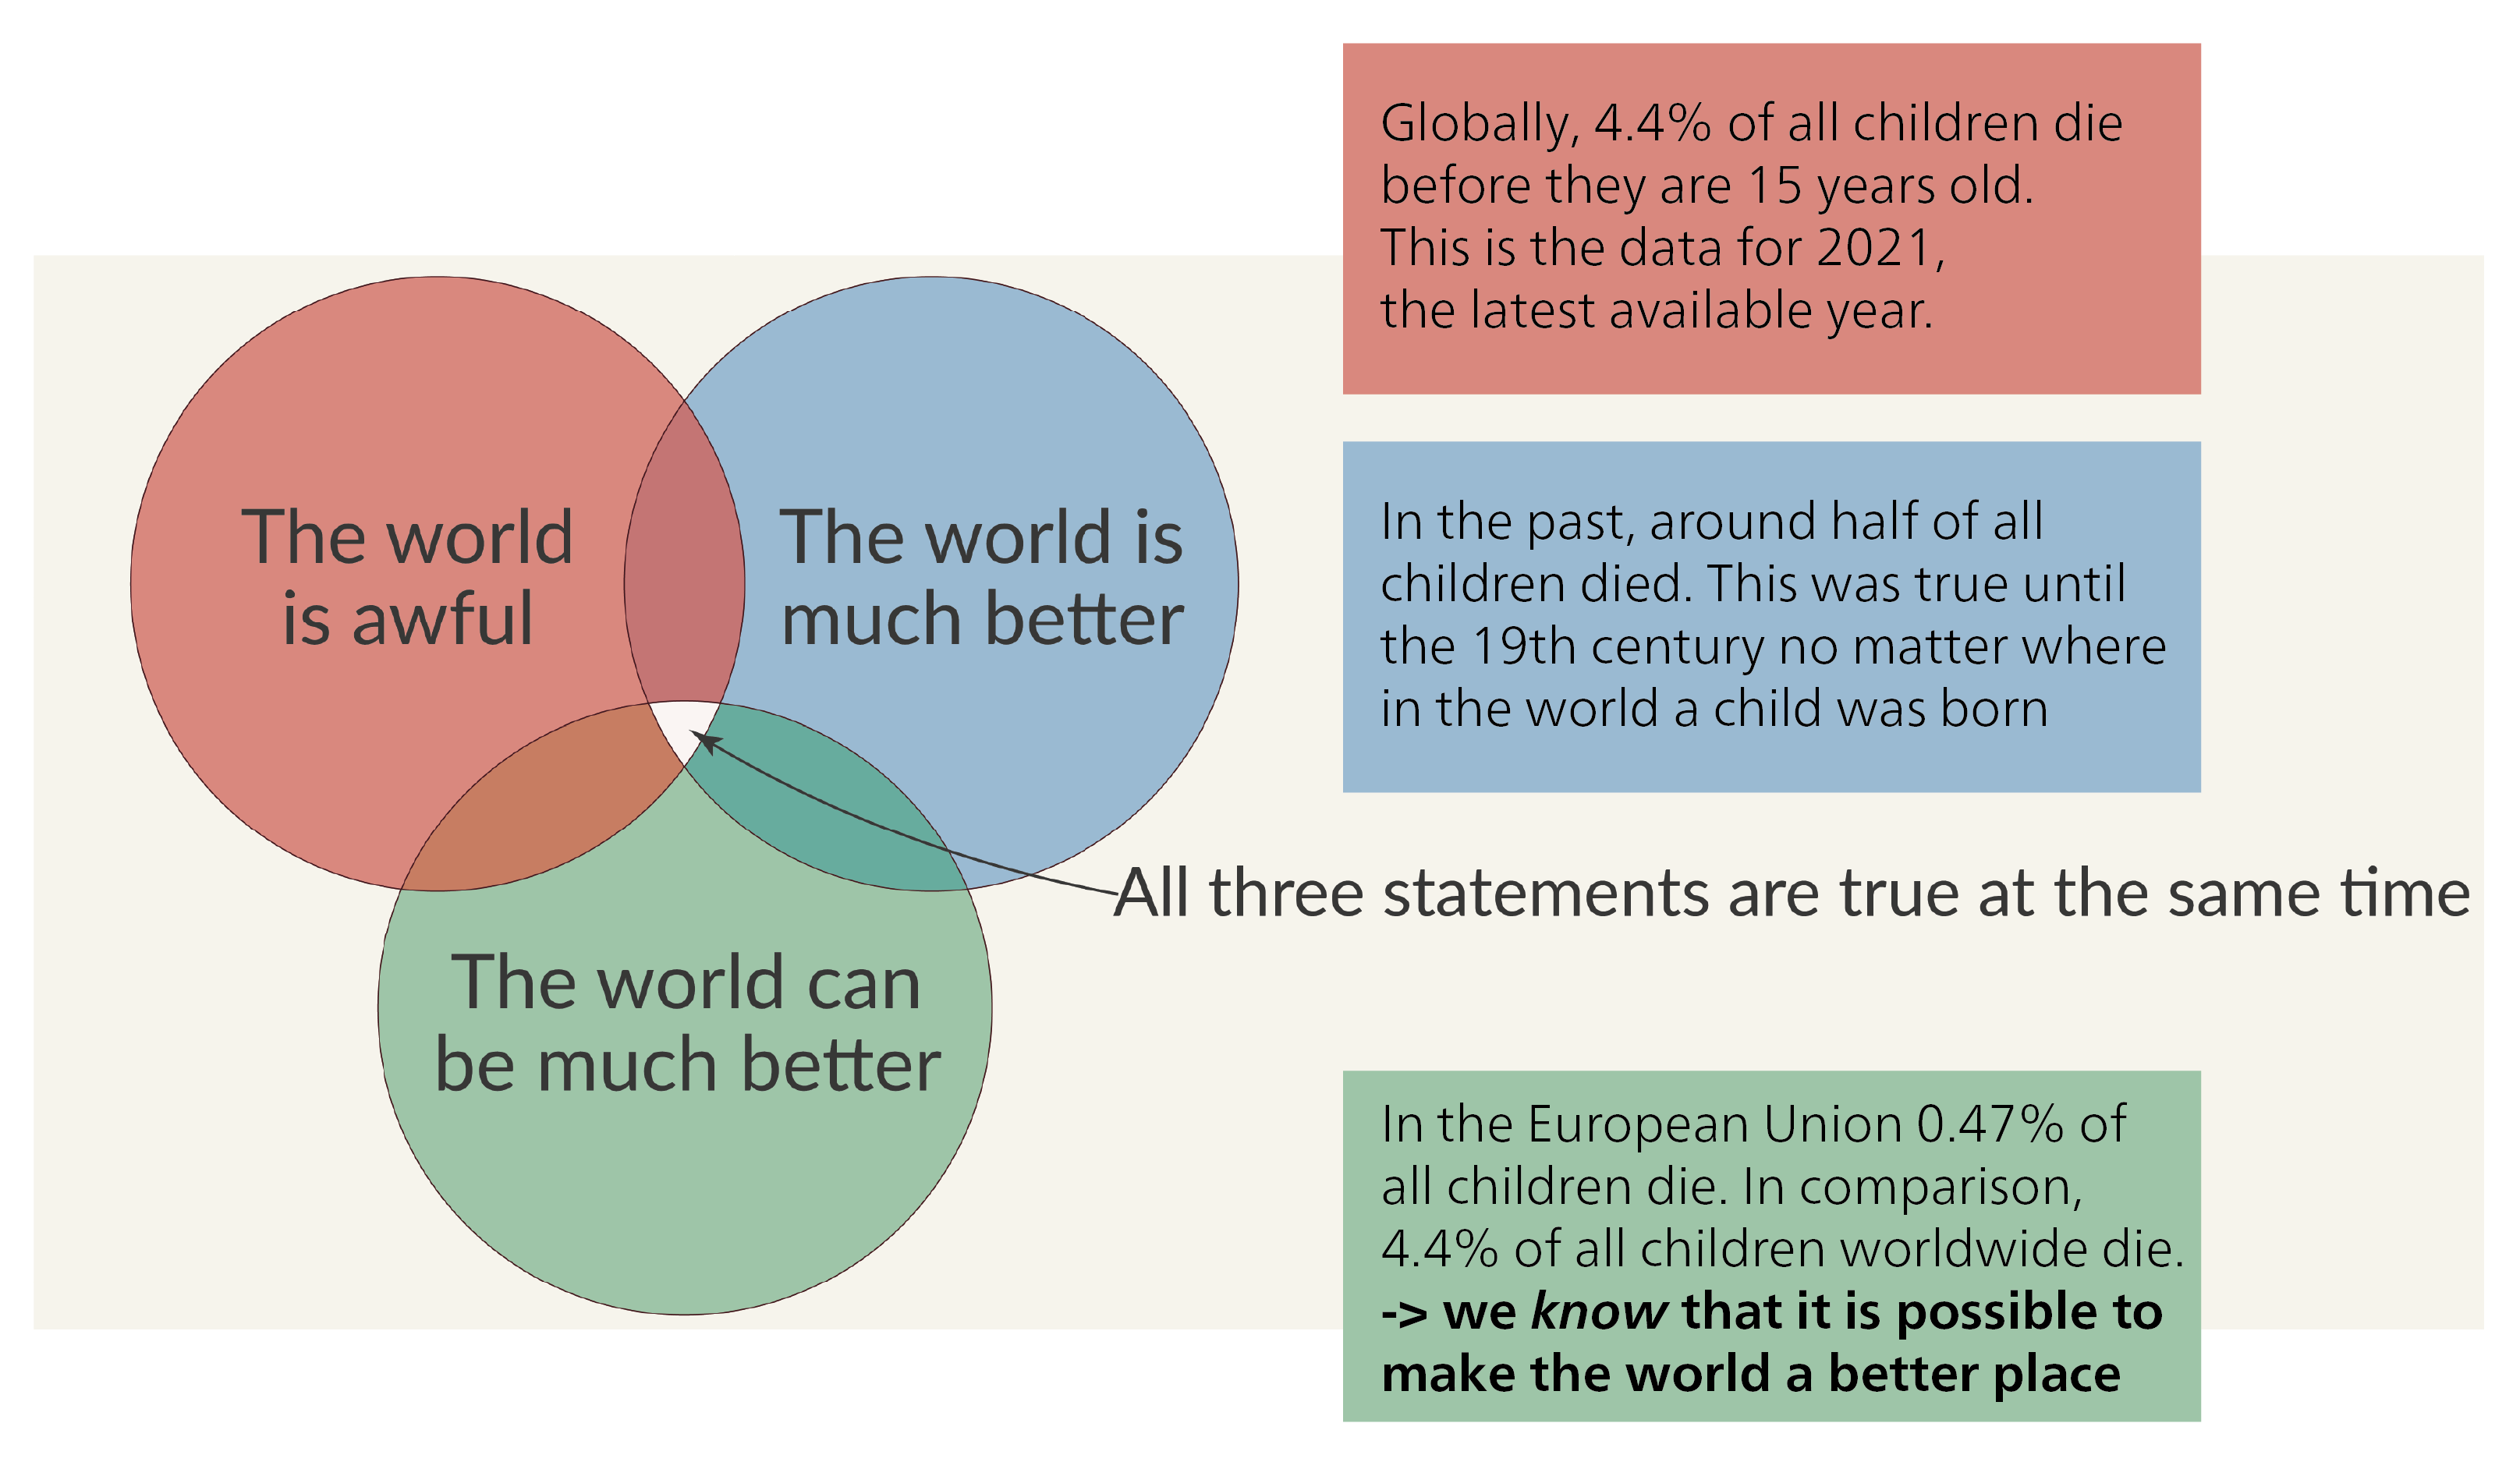 Globally, 4.4% of all children die
before they are 15 years old.
This is the data for 2021,
the latest available year.
The world
is awful
The world is
much better
In the past, around half of all
children died. This was true until
the 19th century no matter where
in the world a child was born
All three statements are true at the same time
The world can
be much better
In the European Union 0.47% of
all children die. In comparison,
4.4% of all children worldwide die.
-> we know that it is possible to
make the world a better place